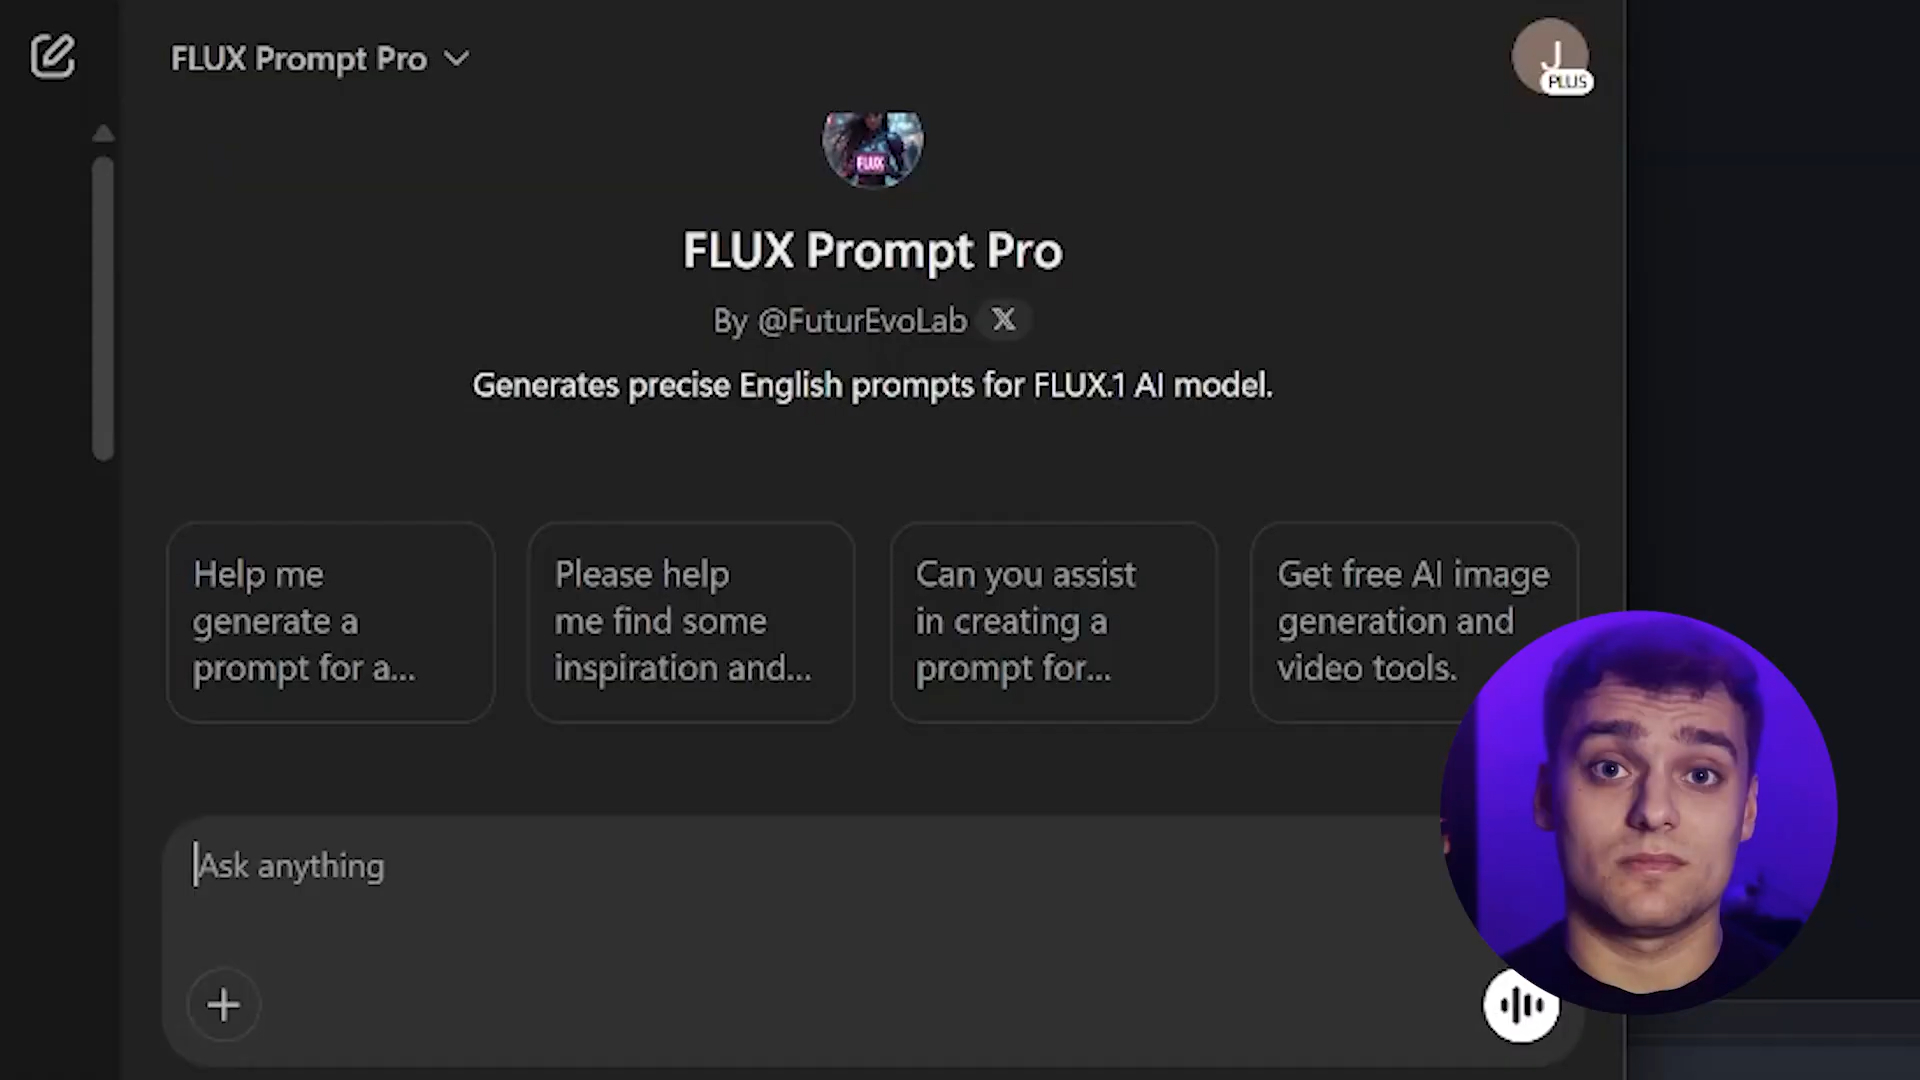 FLUX Prompt Pro
J
PLUS
FLUX
FLUX Prompt Pro
By @FuturEvoLab X
Generates precise English prompts for FLUX.1 AI model.
Help me
generate a
prompt for a...
Please help
me find some
inspiration and...
Can you assist
in creating a
prompt for...
Get free AI image
generation and
video tools.
Ask anything